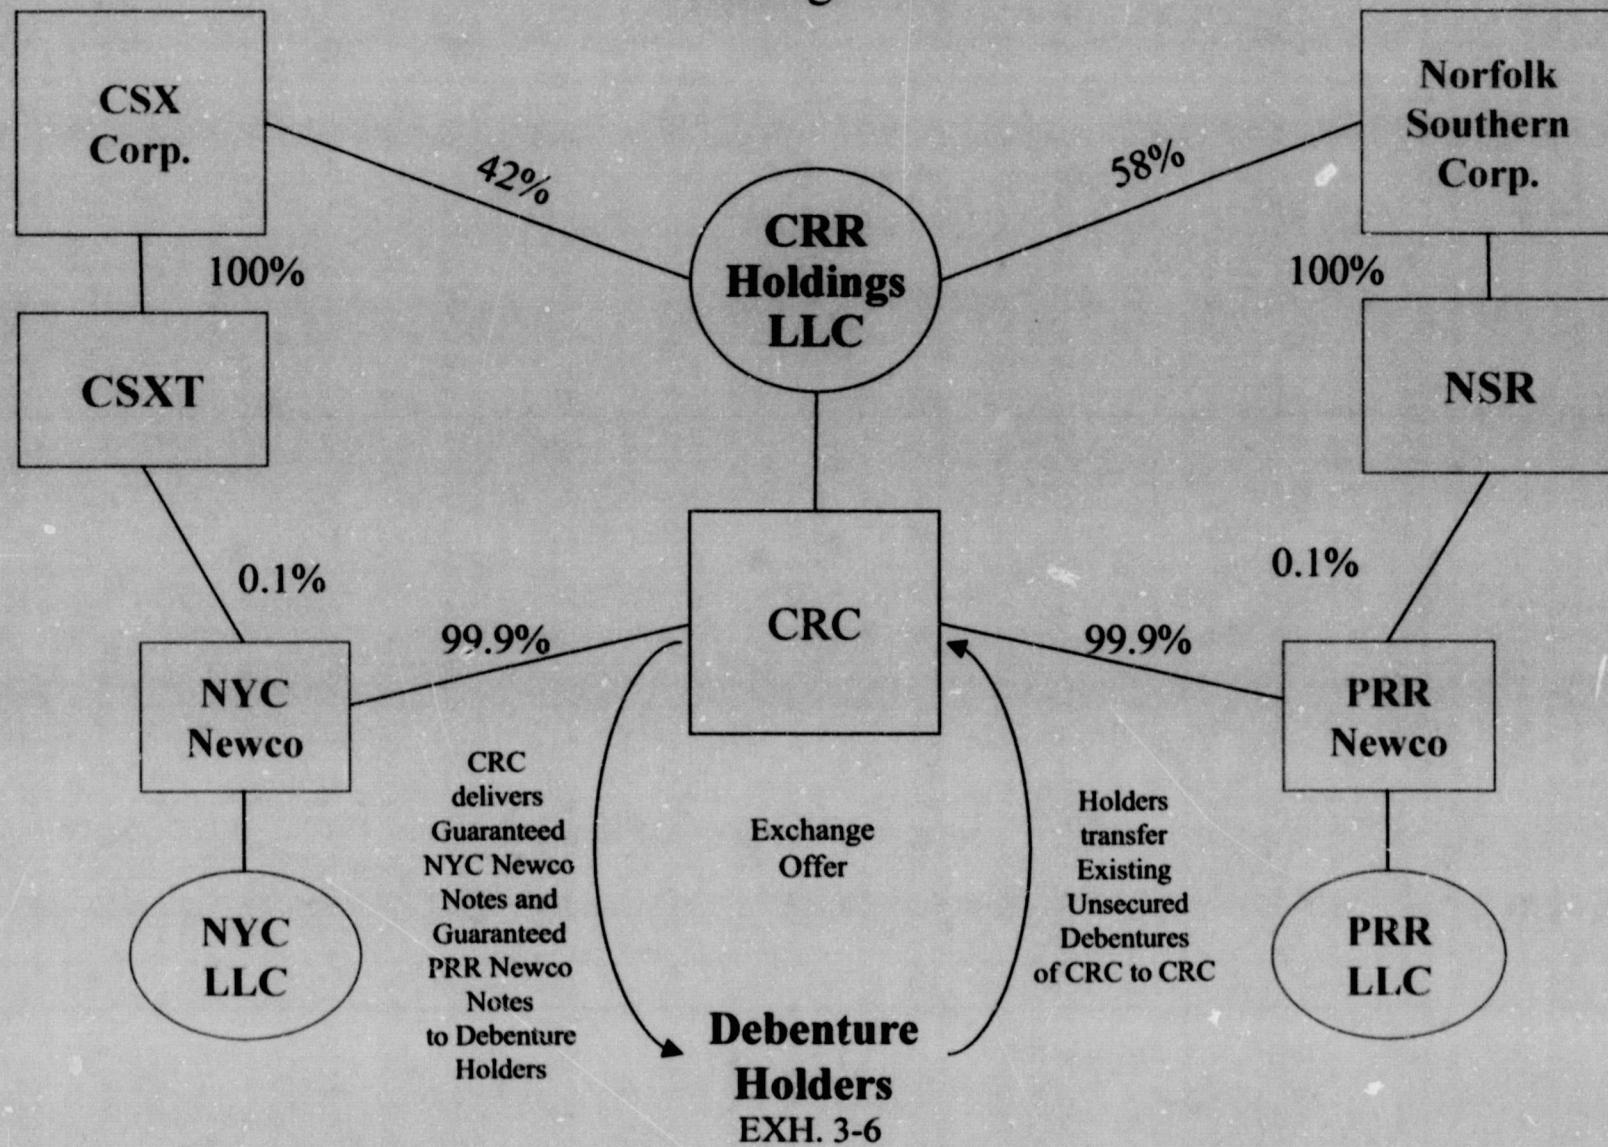 CSX
Corp.
Norfolk
Southern
Corp.
42%
58%
CRR
Holdings
LLC
100%
100%
CSXT
NSR
0.1%
0.1%
99.9%
CRC
99.9%
NYC
Newco
PRR
Newco
CRC
delivers
Guaranteed
NYC Newco
Notes and
Guaranteed
PRR Newco
Notes
to Debenture
Holders
Exchange
Offer
Holders
transfer
Existing
Unsecured
Debentures
of CRC to CRC
NYC
LLC
PRR
LLC
Debenture
Holders
EXH. 3-6